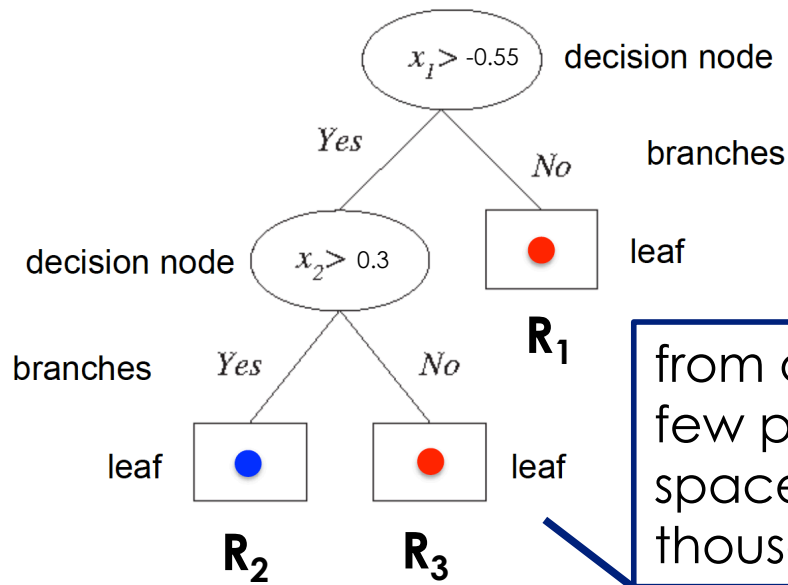 x₁> -0.55 decision node
Yes
No
branches
decision node
x₂> 0.3
leaf
R₁
branches
Yes
No
leaf
leaf
R₂
R₃
from
few
space